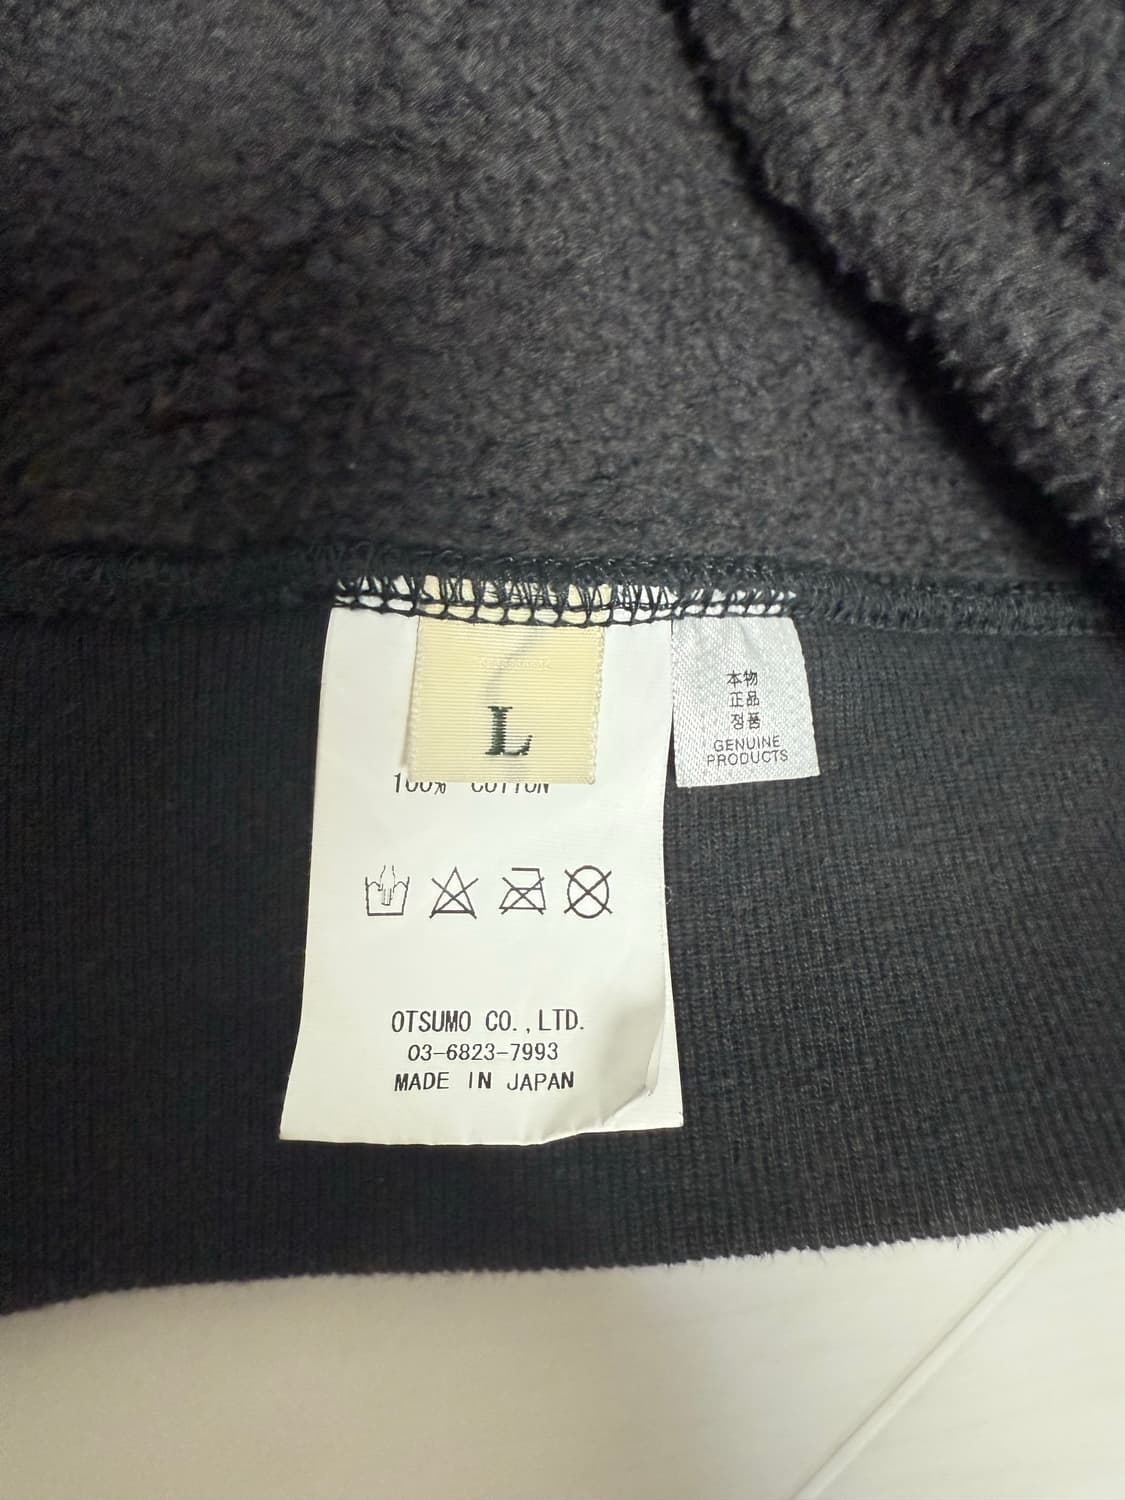 L
100% COTTON
OTSUMO CO.,LTD.
03-6823-7993
MADE IN JAPAN
本物
正品
정품
GENUINE
PRODUCTS